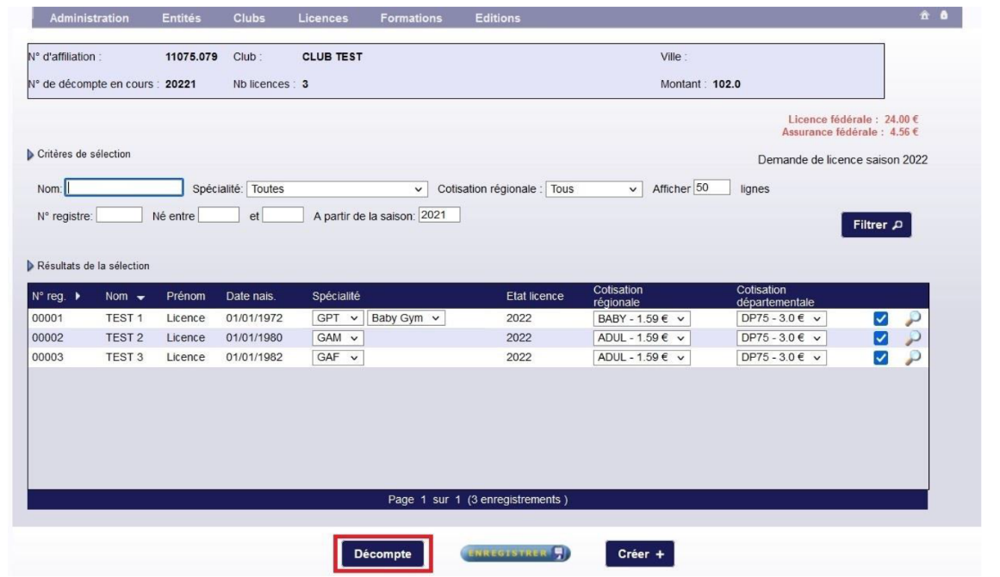 Administration Entités Clubs Licences Formations Editions
N° d'affiliation : 11075.079 Club : CLUB TEST Ville :
N° de décompte en cours : 20221 Nb licences : 3 Montant : 102.0
Licence fédérale : 24.00 €
Assurance fédérale : 4.56 €
Critères de sélection
Demande de licence saison 2022
Nom: Spécialité: Toutes Cotisation régionale : Tous Afficher 50 lignes
N° registre: Né entre et A partir de la saison: 2021
Filtrer
Résultats de la sélection
N° reg. Nom Prénom Date nais. Spécialité Etat licence Cotisation régionale Cotisation départementale
00001 TEST 1 Licence 01/01/1972 GPT Baby Gym 2022 BABY - 1.59 € DP75 - 3.0 €
00002 TEST 2 Licence 01/01/1980 GAM 2022 ADUL - 1.59 € DP75 - 3.0 €
00003 TEST 3 Licence 01/01/1982 GAF 2022 ADUL - 1.59 € DP75 - 3.0 €
Page 1 sur 1 (3 enregistrements )
Décompte ENREGISTRER Créer +